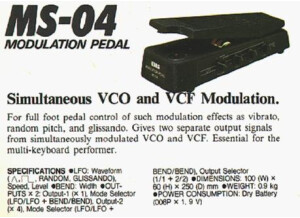 MS-04
MODULATION PEDAL
KORG
Simultaneous VCO and VCF Modulation.
For full foot pedal control of such modulation effects as vibrato,
random pitch, and glissando. Gives two separate output signals
from simultaneously modulated VCO and VCF. Essential for the
multi-keyboard performer.
SPECIFICATIONS ●LFO: Waveform
RANDOM, GLISSANDO),
Speed, Level ●BEND: Width ●OUT-
PUTS × 2: Output-1 (× 1), Mode Selector
(LFO/LFO + BEND/BEND), Output-2
(× 4), Mode Selector (LFO/LFO +
BEND/BEND), Output Selector
(1/1 + 2/2) ●DIMENSIONS: 100 (W) ×
60 (H) × 250 (D) mm ●WEIGHT: 0.9 kg
●POWER CONSUMPTION: Dry Battery
(006P × 1, 9 V)